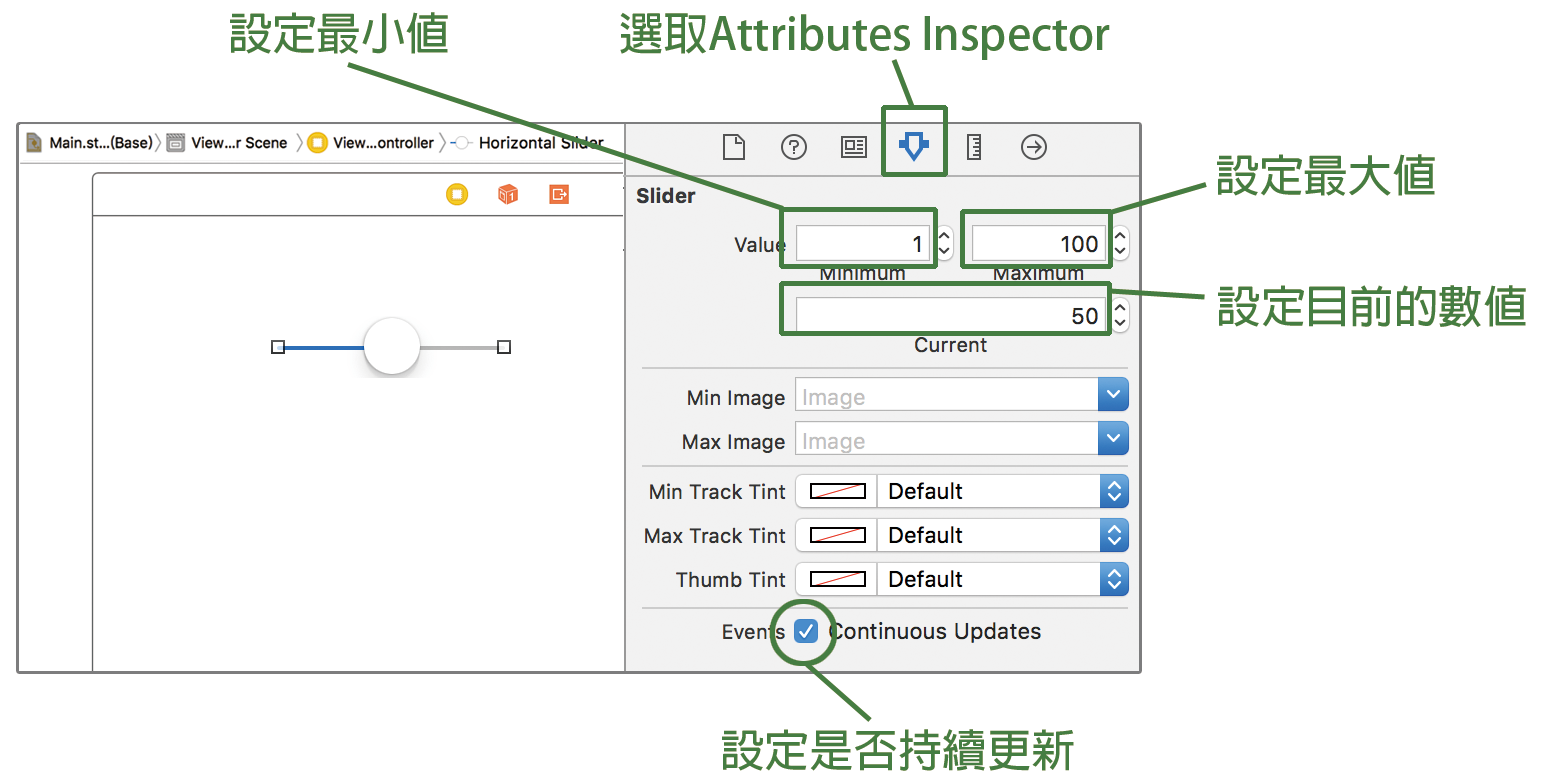 設定最小值
選取Attributes Inspector
Main.st...(Base) View...r Scene View...ontroller Horizontal Slider
Slider
設定最大值
Value 1 100
Minimum Maximum
設定目前的數值
50
Current
Min Image Image
Max Image Image
Min Track Tint Default
Max Track Tint Default
Thumb Tint Default
Events Continuous Updates
設定是否持續更新